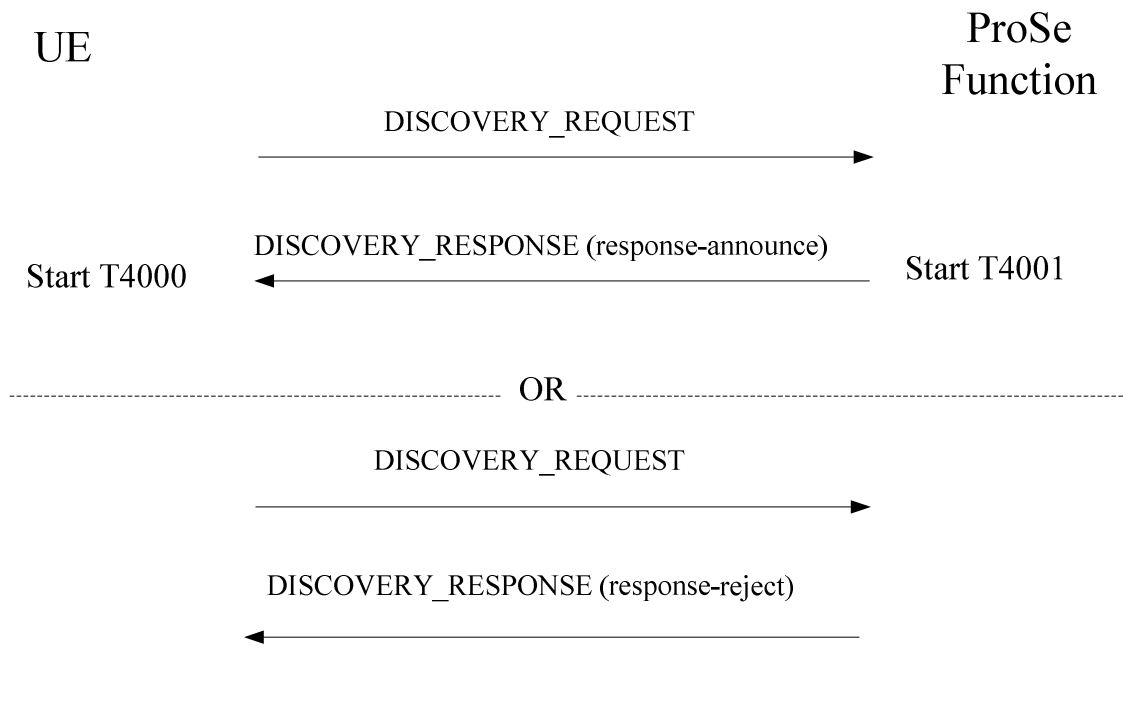 UE
ProSe
Function
DISCOVERY_REQUEST
DISCOVERY_RESPONSE (response-announce)
Start T4000
Start T4001
OR
DISCOVERY_REQUEST
DISCOVERY_RESPONSE (response-reject)